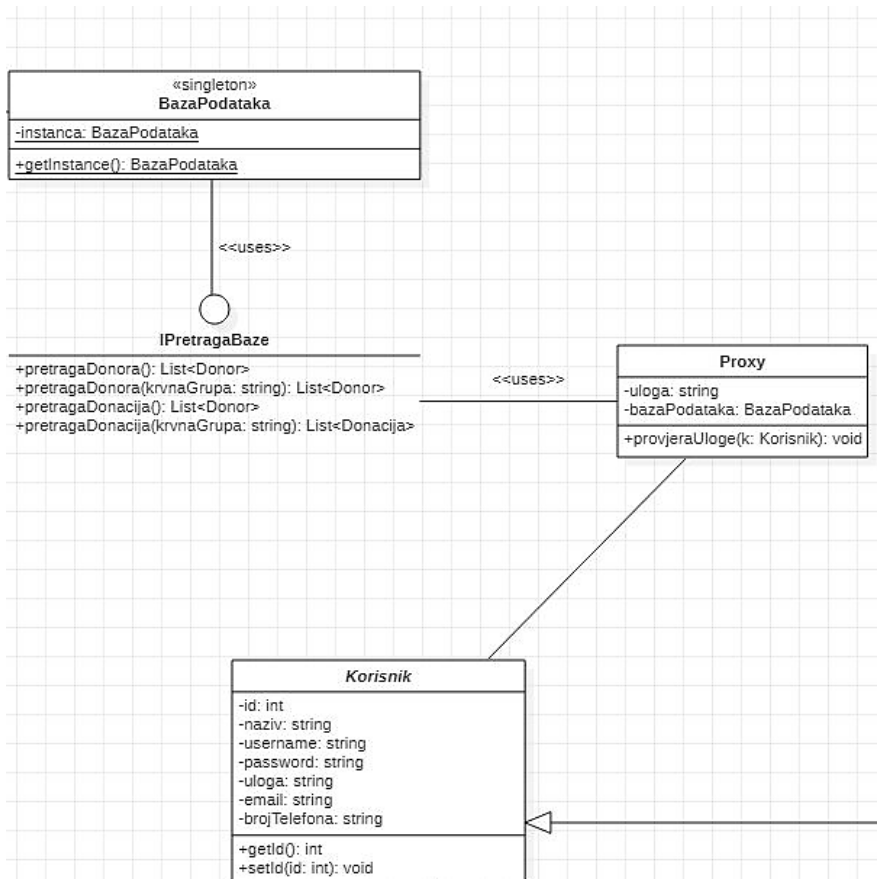 «singleton»
BazaPodataka
-instanca: BazaPodataka
+getInstance(): BazaPodataka
<<uses>>
IPretragaBaze
+pretragaDonora(): List<Donor>
+pretragaDonora(krvnaGrupa: string): List<Donor>
+pretragaDonacija(): List<Donor>
+pretragaDonacija(krvnaGrupa: string): List<Donacija>
<<uses>>
Proxy
-uloga: string
-bazaPodataka: BazaPodataka
+provjeraUloge(k: Korisnik): void
Korisnik
-id: int
-naziv: string
-username: string
-password: string
-uloga: string
-email: string
-brojTelefona: string
+getId(): int
+setId(id: int): void